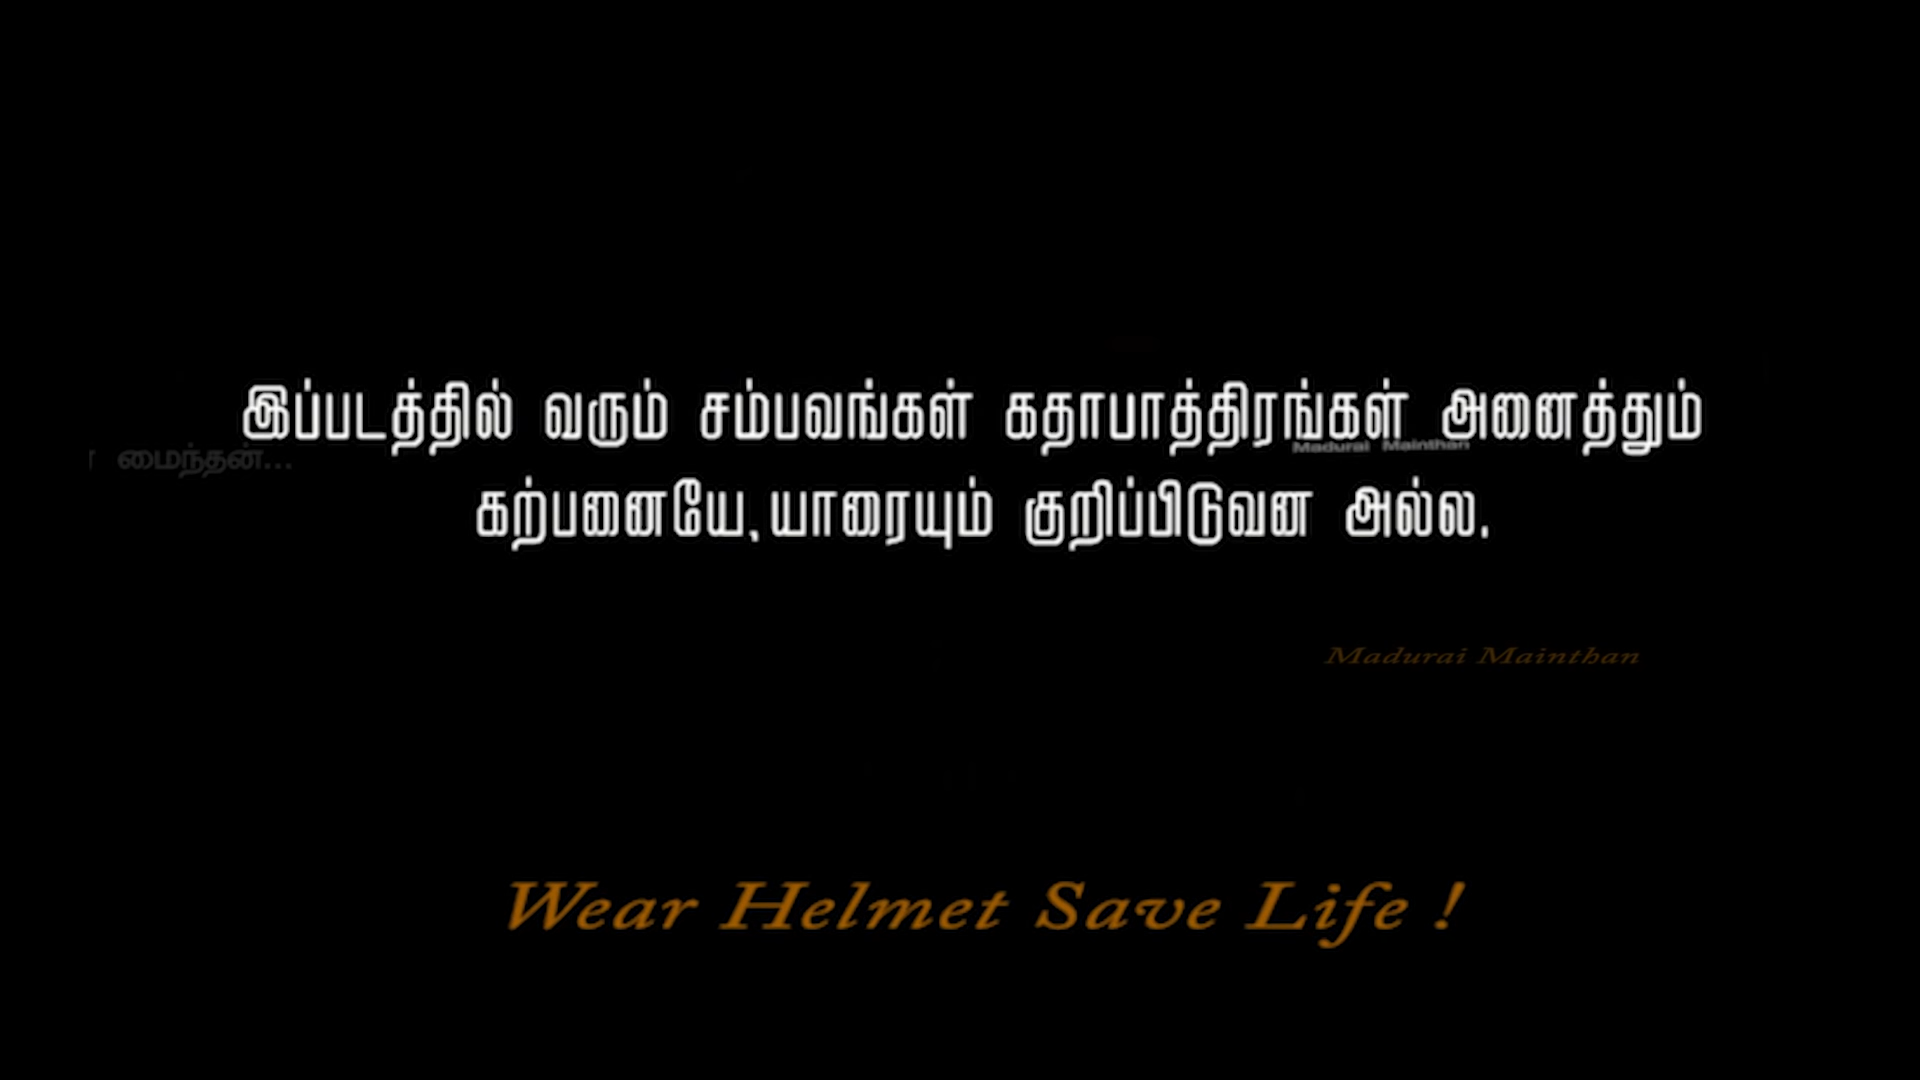 இப்படத்தில் வரும் சம்பவங்கள் கதாபாத்திரங்கள் அனைத்தும்
Madurai Mainthan
மைந்தன்...
கற்பனையே,யாரையும் குறிப்பிடுவன அல்ல.
Madurai Mainthan
Wear Helmet Save Life !